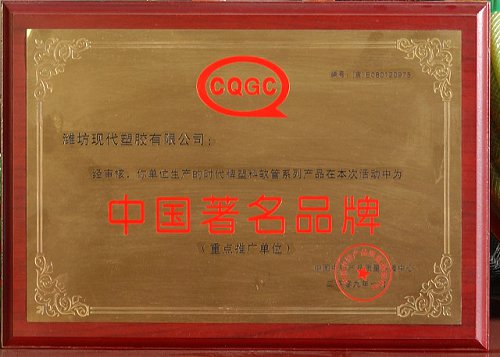 CQGC
编号：
潍坊现代塑胶有限公司：
经审核，你单位生产的时代牌塑料软管系列产品在本次活动中为
中国著名品牌
（重点推广单位）